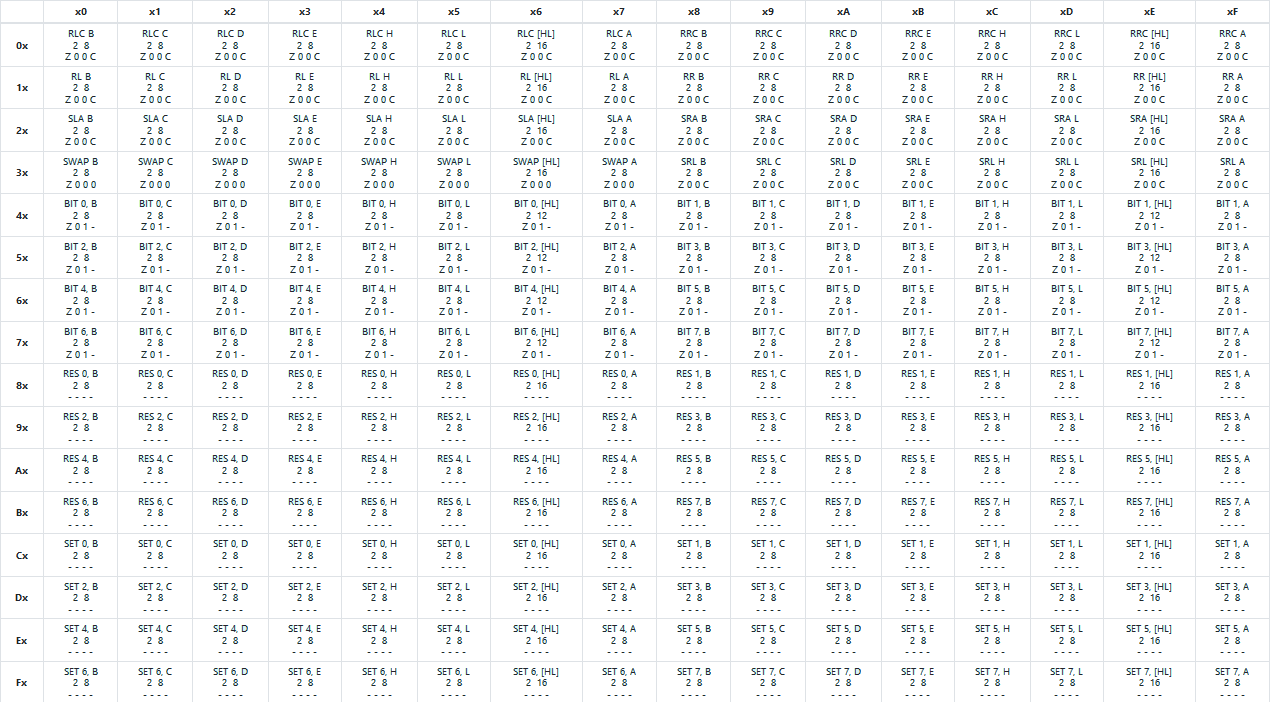 x0 x1 x2 x3 x4 x5 x6 x7 x8 x9 xA xB xC xD xE xF
RLC B RLC C RLC D RLC E RLC H RLC L RLC [HL] RLC A RRC B RRC C RRC D RRC E RRC H RRC L RRC [HL] RRC A
0x 2 8 2 8 2 8 2 8 2 8 2 8 2 16 2 8 2 8 2 8 2 8 2 8 2 8 2 8 2 16 2 8
Z 0 0 C Z 0 0 C Z 0 0 C Z 0 0 C Z 0 0 C Z 0 0 C Z 0 0 C Z 0 0 C Z 0 0 C Z 0 0 C Z 0 0 C Z 0 0 C Z 0 0 C Z 0 0 C Z 0 0 C Z 0 0 C
RL B RL C RL D RL E RL H RL L RL [HL] RL A RR B RR C RR D RR E RR H RR L RR [HL] RR A
1x 2 8 2 8 2 8 2 8 2 8 2 8 2 16 2 8 2 8 2 8 2 8 2 8 2 8 2 8 2 16 2 8
Z 0 0 C Z 0 0 C Z 0 0 C Z 0 0 C Z 0 0 C Z 0 0 C Z 0 0 C Z 0 0 C Z 0 0 C Z 0 0 C Z 0 0 C Z 0 0 C Z 0 0 C Z 0 0 C Z 0 0 C Z 0 0 C
SLA B SLA C SLA D SLA E SLA H SLA L SLA [HL] SLA A SRA B SRA C SRA D SRA E SRA H SRA L SRA [HL] SRA A
2x 2 8 2 8 2 8 2 8 2 8 2 8 2 16 2 8 2 8 2 8 2 8 2 8 2 8 2 8 2 16 2 8
Z 0 0 C Z 0 0 C Z 0 0 C Z 0 0 C Z 0 0 C Z 0 0 C Z 0 0 C Z 0 0 C Z 0 0 C Z 0 0 C Z 0 0 C Z 0 0 C Z 0 0 C Z 0 0 C Z 0 0 C Z 0 0 C
SWAP B SWAP C SWAP D SWAP E SWAP H SWAP L SWAP [HL] SWAP A SRL B SRL C SRL D SRL E SRL H SRL L SRL [HL] SRL A
3x 2 8 2 8 2 8 2 8 2 8 2 8 2 16 2 8 2 8 2 8 2 8 2 8 2 8 2 8 2 16 2 8
Z 0 0 0 Z 0 0 0 Z 0 0 0 Z 0 0 0 Z 0 0 0 Z 0 0 0 Z 0 0 0 Z 0 0 0 Z 0 0 C Z 0 0 C Z 0 0 C Z 0 0 C Z 0 0 C Z 0 0 C Z 0 0 C Z 0 0 C
BIT 0, B BIT 0, C BIT 0, D BIT 0, E BIT 0, H BIT 0, L BIT 0, [HL] BIT 0, A BIT 1, B BIT 1, C BIT 1, D BIT 1, E BIT 1, H BIT 1, L BIT 1, [HL] BIT 1, A
4x 2 8 2 8 2 8 2 8 2 8 2 8 2 12 2 8 2 8 2 8 2 8 2 8 2 8 2 8 2 12 2 8
Z 0 1 - Z 0 1 - Z 0 1 - Z 0 1 - Z 0 1 - Z 0 1 - Z 0 1 - Z 0 1 - Z 0 1 - Z 0 1 - Z 0 1 - Z 0 1 - Z 0 1 - Z 0 1 - Z 0 1 - Z 0 1 -
BIT 2, B BIT 2, C BIT 2, D BIT 2, E BIT 2, H BIT 2, L BIT 2, [HL] BIT 2, A BIT 3, B BIT 3, C BIT 3, D BIT 3, E BIT 3, H BIT 3, L BIT 3, [HL] BIT 3, A
5x 2 8 2 8 2 8 2 8 2 8 2 8 2 12 2 8 2 8 2 8 2 8 2 8 2 8 2 8 2 12 2 8
Z 0 1 - Z 0 1 - Z 0 1 - Z 0 1 - Z 0 1 - Z 0 1 - Z 0 1 - Z 0 1 - Z 0 1 - Z 0 1 - Z 0 1 - Z 0 1 - Z 0 1 - Z 0 1 - Z 0 1 - Z 0 1 -
BIT 4, B BIT 4, C BIT 4, D BIT 4, E BIT 4, H BIT 4, L BIT 4, [HL] BIT 4, A BIT 5, B BIT 5, C BIT 5, D BIT 5, E BIT 5, H BIT 5, L BIT 5, [HL] BIT 5, A
6x 2 8 2 8 2 8 2 8 2 8 2 8 2 12 2 8 2 8 2 8 2 8 2 8 2 8 2 8 2 12 2 8
Z 0 1 - Z 0 1 - Z 0 1 - Z 0 1 - Z 0 1 - Z 0 1 - Z 0 1 - Z 0 1 - Z 0 1 - Z 0 1 - Z 0 1 - Z 0 1 - Z 0 1 - Z 0 1 - Z 0 1 - Z 0 1 -
BIT 6, B BIT 6, C BIT 6, D BIT 6, E BIT 6, H BIT 6, L BIT 6, [HL] BIT 6, A BIT 7, B BIT 7, C BIT 7, D BIT 7, E BIT 7, H BIT 7, L BIT 7, [HL] BIT 7, A
7x 2 8 2 8 2 8 2 8 2 8 2 8 2 12 2 8 2 8 2 8 2 8 2 8 2 8 2 8 2 12 2 8
Z 0 1 - Z 0 1 - Z 0 1 - Z 0 1 - Z 0 1 - Z 0 1 - Z 0 1 - Z 0 1 - Z 0 1 - Z 0 1 - Z 0 1 - Z 0 1 - Z 0 1 - Z 0 1 - Z 0 1 - Z 0 1 -
RES 0, B RES 0, C RES 0, D RES 0, E RES 0, H RES 0, L RES 0, [HL] RES 0, A RES 1, B RES 1, C RES 1, D RES 1, E RES 1, H RES 1, L RES 1, [HL] RES 1, A
8x 2 8 2 8 2 8 2 8 2 8 2 8 2 16 2 8 2 8 2 8 2 8 2 8 2 8 2 8 2 16 2 8
- - - - - - - - - - - - - - - - - - - - - - - - - - - - - - - - - - - - - - - - - - - - - - - - - - - - - - - - - - - - - - - -
RES 2, B RES 2, C RES 2, D RES 2, E RES 2, H RES 2, L RES 2, [HL] RES 2, A RES 3, B RES 3, C RES 3, D RES 3, E RES 3, H RES 3, L RES 3, [HL] RES 3, A
9x 2 8 2 8 2 8 2 8 2 8 2 8 2 16 2 8 2 8 2 8 2 8 2 8 2 8 2 8 2 16 2 8
- - - - - - - - - - - - - - - - - - - - - - - - - - - - - - - - - - - - - - - - - - - - - - - - - - - - - - - - - - - - - - - -
RES 4, B RES 4, C RES 4, D RES 4, E RES 4, H RES 4, L RES 4, [HL] RES 4, A RES 5, B RES 5, C RES 5, D RES 5, E RES 5, H RES 5, L RES 5, [HL] RES 5, A
Ax 2 8 2 8 2 8 2 8 2 8 2 8 2 16 2 8 2 8 2 8 2 8 2 8 2 8 2 8 2 16 2 8
- - - - - - - - - - - - - - - - - - - - - - - - - - - - - - - - - - - - - - - - - - - - - - - - - - - - - - - - - - - - - - - -
RES 6, B RES 6, C RES 6, D RES 6, E RES 6, H RES 6, L RES 6, [HL] RES 6, A RES 7, B RES 7, C RES 7, D RES 7, E RES 7, H RES 7, L RES 7, [HL] RES 7, A
Bx 2 8 2 8 2 8 2 8 2 8 2 8 2 16 2 8 2 8 2 8 2 8 2 8 2 8 2 8 2 16 2 8
- - - - - - - - - - - - - - - - - - - - - - - - - - - - - - - - - - - - - - - - - - - - - - - - - - - - - - - - - - - - - - - -
SET 0, B SET 0, C SET 0, D SET 0, E SET 0, H SET 0, L SET 0, [HL] SET 0, A SET 1, B SET 1, C SET 1, D SET 1, E SET 1, H SET 1, L SET 1, [HL] SET 1, A
Cx 2 8 2 8 2 8 2 8 2 8 2 8 2 16 2 8 2 8 2 8 2 8 2 8 2 8 2 8 2 16 2 8
- - - - - - - - - - - - - - - - - - - - - - - - - - - - - - - - - - - - - - - - - - - - - - - - - - - - - - - - - - - - - - - -
SET 2, B SET 2, C SET 2, D SET 2, E SET 2, H SET 2, L SET 2, [HL] SET 2, A SET 3, B SET 3, C SET 3, D SET 3, E SET 3, H SET 3, L SET 3, [HL] SET 3, A
Dx 2 8 2 8 2 8 2 8 2 8 2 8 2 16 2 8 2 8 2 8 2 8 2 8 2 8 2 8 2 16 2 8
- - - - - - - - - - - - - - - - - - - - - - - - - - - - - - - - - - - - - - - - - - - - - - - - - - - - - - - - - - - - - - - -
SET 4, B SET 4, C SET 4, D SET 4, E SET 4, H SET 4, L SET 4, [HL] SET 4, A SET 5, B SET 5, C SET 5, D SET 5, E SET 5, H SET 5, L SET 5, [HL] SET 5, A
Ex 2 8 2 8 2 8 2 8 2 8 2 8 2 16 2 8 2 8 2 8 2 8 2 8 2 8 2 8 2 16 2 8
- - - - - - - - - - - - - - - - - - - - - - - - - - - - - - - - - - - - - - - - - - - - - - - - - - - - - - - - - - - - - - - -
SET 6, B SET 6, C SET 6, D SET 6, E SET 6, H SET 6, L SET 6, [HL] SET 6, A SET 7, B SET 7, C SET 7, D SET 7, E SET 7, H SET 7, L SET 7, [HL] SET 7, A
Fx 2 8 2 8 2 8 2 8 2 8 2 8 2 16 2 8 2 8 2 8 2 8 2 8 2 8 2 8 2 16 2 8
- - - - - - - - - - - - - - - - - - - - - - - - - - - - - - - - - - - - - - - - - - - - - - - - - - - - - - - - - - - - - - - -